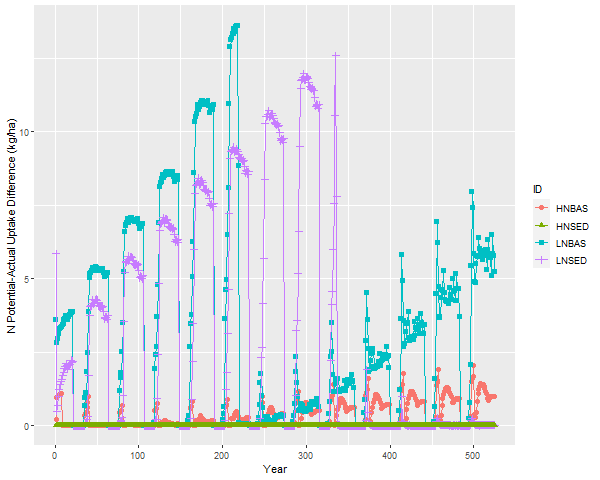 N Potential-Actual Uptake Difference (kg/ha)
10
5
0
0
100
200
300
400
500
Year
ID
HNBAS
HNSED
LNBAS
LNSED